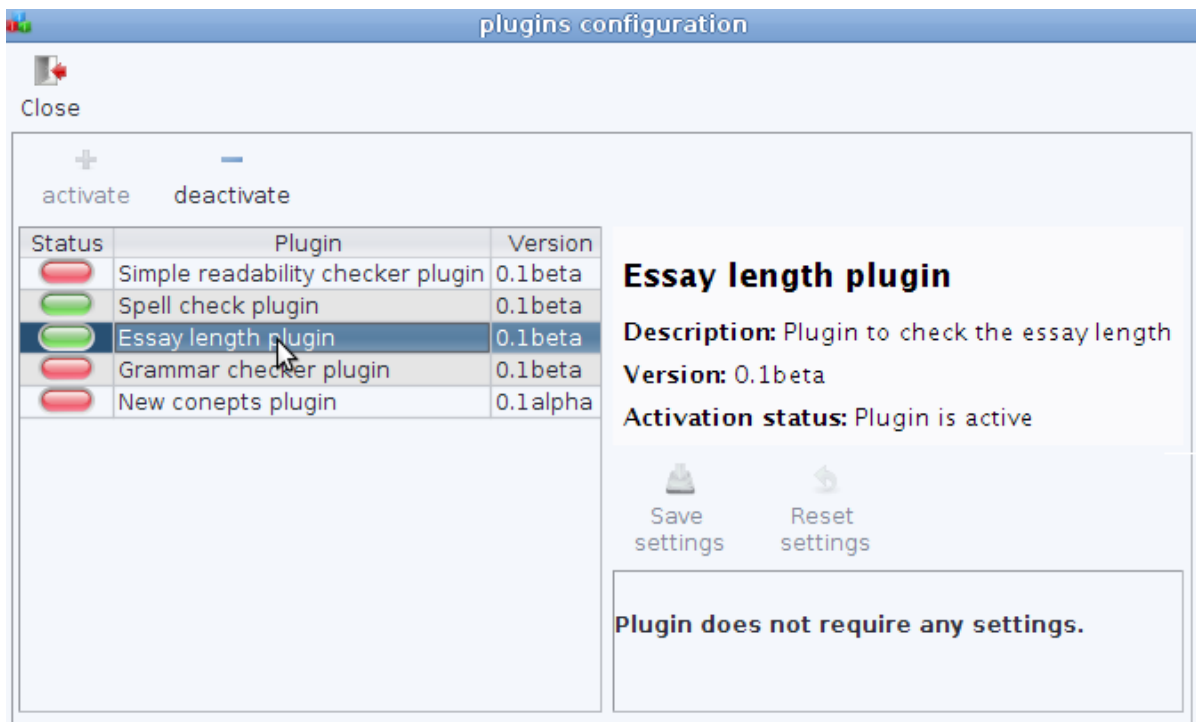 plugins configuration
Close
activate deactivate
Status Plugin Version
Simple readability checker plugin 0.1beta
Spell check plugin 0.1beta
Essay length plugin 0.1beta
Grammar checker plugin 0.1beta
New conepts plugin 0.1alpha
Essay length plugin
Description: Plugin to check the essay length
Version: 0.1beta
Activation status: Plugin is active
Save settings
Reset settings
Plugin does not require any settings.